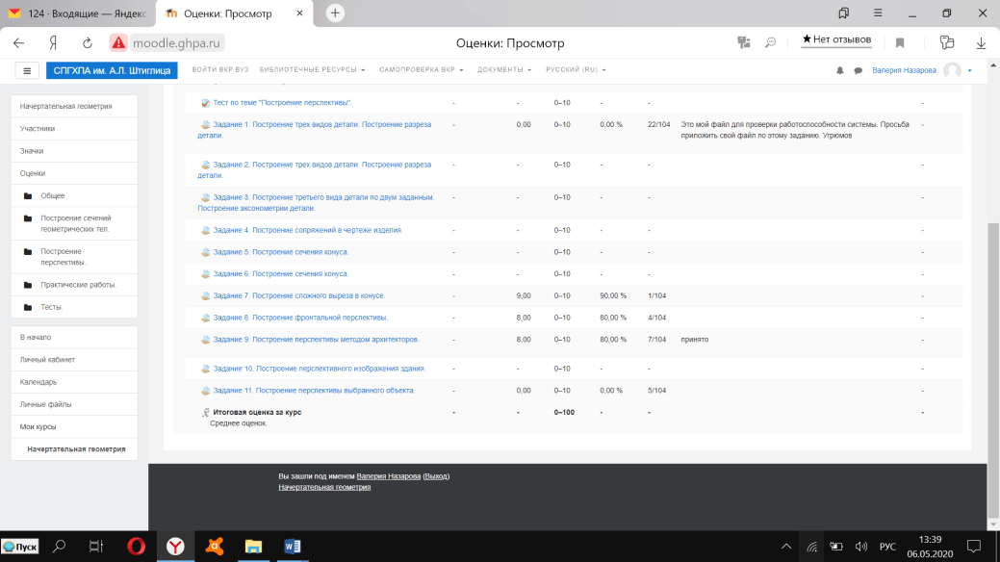 124 · Входящие — Яндекс
Оценки: Просмотр
moodle.ghpa.ru
Оценки: Просмотр
★ Нет отзывов
СПГХПА им. А.Л. Штиглица
ВОЙТИ ВКР ВУЗ
БИБЛИОТЕЧНЫЕ РЕСУРСЫ
САМОПРОВЕРКА ВКР
ДОКУМЕНТЫ
РУССКИЙ (RU)
Валерия Назарова
Начертательная геометрия
Участники
Значки
Оценки
Общее
Построение сечений
геометрических тел.
Построение
перспективы.
Практические работы.
Тесты.
В начало
Личный кабинет
Календарь
Личные файлы
Мои курсы
Начертательная геометрия
Тест по теме "Построение перспективы". - - 0–10 - - -
Задание 1. Построение трех видов детали. Построение разреза - 0,00 0–10 0,00 % 22/104 Это мой файл для проверки работоспособности системы. Просьба -
детали. приложить свой файл по этому заданию. Угрюмов
Задание 2. Построение трех видов детали. Построение разреза - - 0–10 - - -
детали.
Задание 3. Построение третьего вида детали по двум заданным. - - 0–10 - - -
Построение аксонометрии детали.
Задание 4. Построение сопряжений в чертеже изделия. - - 0–10 - - -
Задание 5. Построение сечения конуса. - - 0–10 - - -
Задание 6. Построение сечения конуса. - - 0–10 - - -
Задание 7. Построение сложного выреза в конусе. - 9,00 0–10 90,00 % 1/104 -
Задание 8. Построение фронтальной перспективы. - 8,00 0–10 80,00 % 4/104 -
Задание 9. Построение перспективы методом архитекторов. - 8,00 0–10 80,00 % 7/104 принято -
Задание 10. Построение перспективного изображения здания. - - 0–10 - - -
Задание 11. Построение перспективы выбранного объекта. - 0,00 0–10 0,00 % 5/104 -
Итоговая оценка за курс - - 0–100 - - -
Среднее оценок.
Вы зашли под именем Валерия Назарова (Выход)
Начертательная геометрия
Пуск
РУС
13:39
06.05.2020